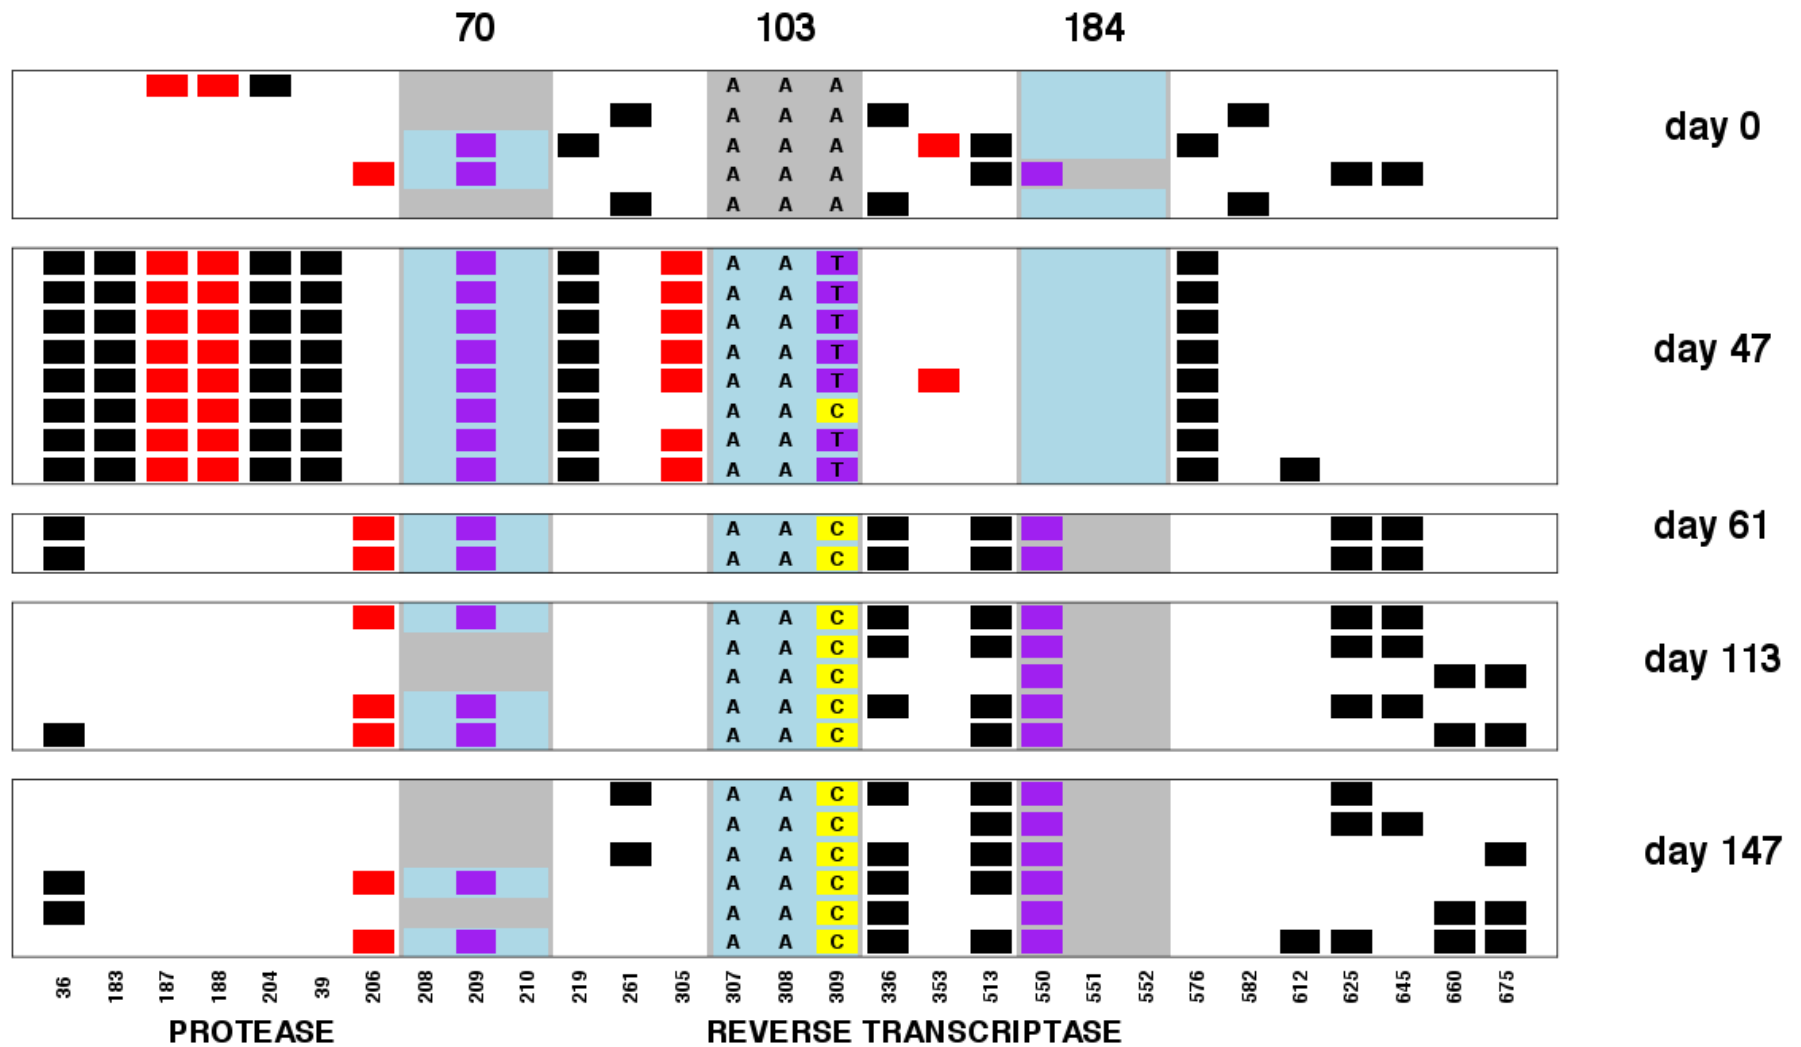 70 103 184
A A A
A A A
A A A day 0
A A A
A A A
A A T
A A T
A A T
A A T day 47
A A T
A A C
A A T
A A T
A A C day 61
A A C
A A C
A A C
A A C day 113
A A C
A A C
A A C
A A C
A A C day 147
A A C
A A C
A A C
36 183 187 188 204 39 206 208 209 210 219 261 305 307 308 309 336 353 513 550 551 552 576 582 612 625 645 660 675
PROTEASE REVERSE TRANSCRIPTASE